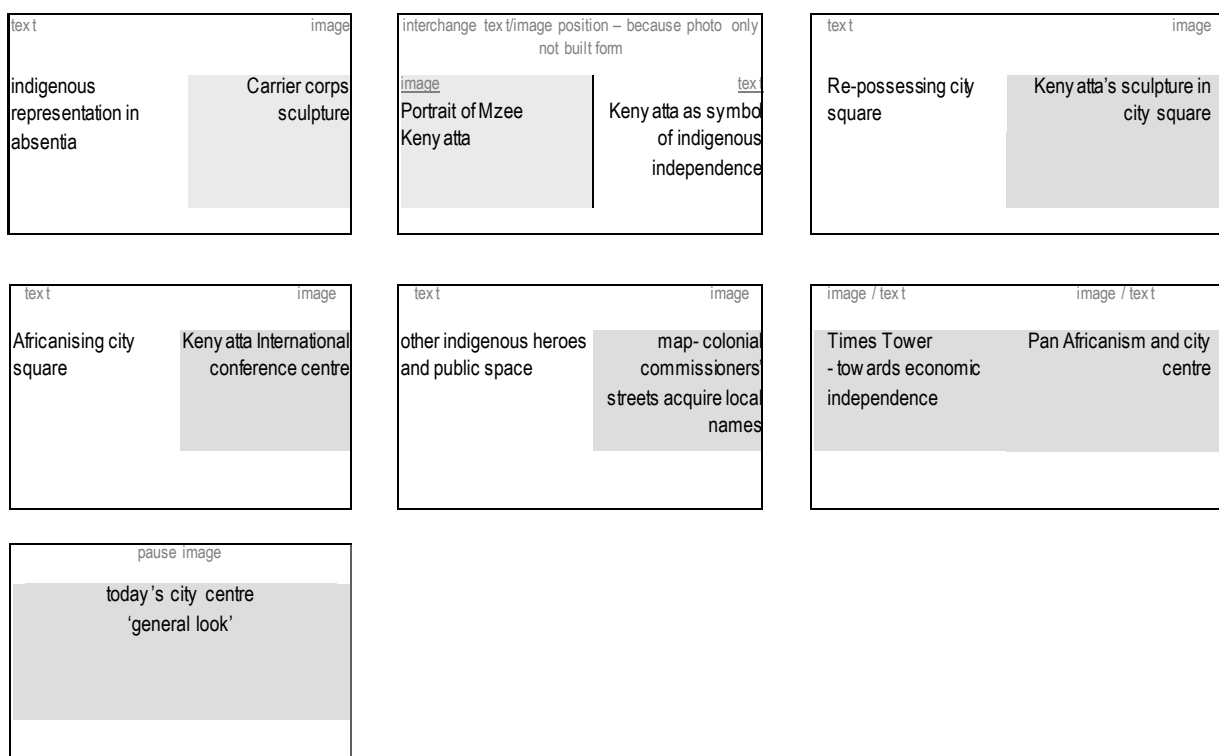 text image
indigenous
representation in
absentia
Carrier corps
sculpture
interchange text/image position – because photo only
not built form
image
Portrait of Mzee
Kenyatta
text
Kenyatta as symbol
of indigenous
independence
text image
Re-possessing city
square
Kenyatta's sculpture in
city square
text image
Africanising city
square
Kenyatta International
conference centre
text image
other indigenous heroes
and public space
map- colonial
commissioners'
streets acquire local
names
image / text image / text
Times Tower
- towards economic
independence
Pan Africanism and city
centre
pause image
today's city centre
‘general look’